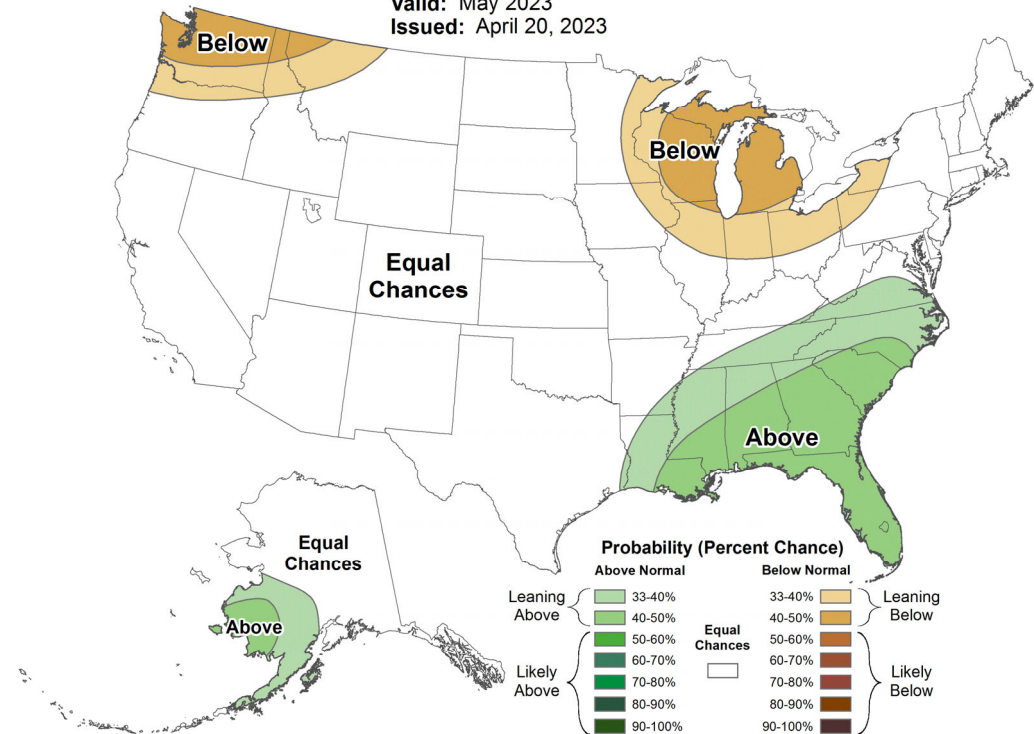 Valid: May 2023
Issued: April 20, 2023
Below
Below
Equal
Chances
Above
Equal
Chances
Above
Probability (Percent Chance)
Above Normal
Below Normal
Leaning
Above
33-40%
40-50%
Likely
Above
50-60%
60-70%
70-80%
80-90%
90-100%
Equal
Chances
33-40%
40-50%
Leaning
Below
50-60%
60-70%
70-80%
80-90%
90-100%
Likely
Below